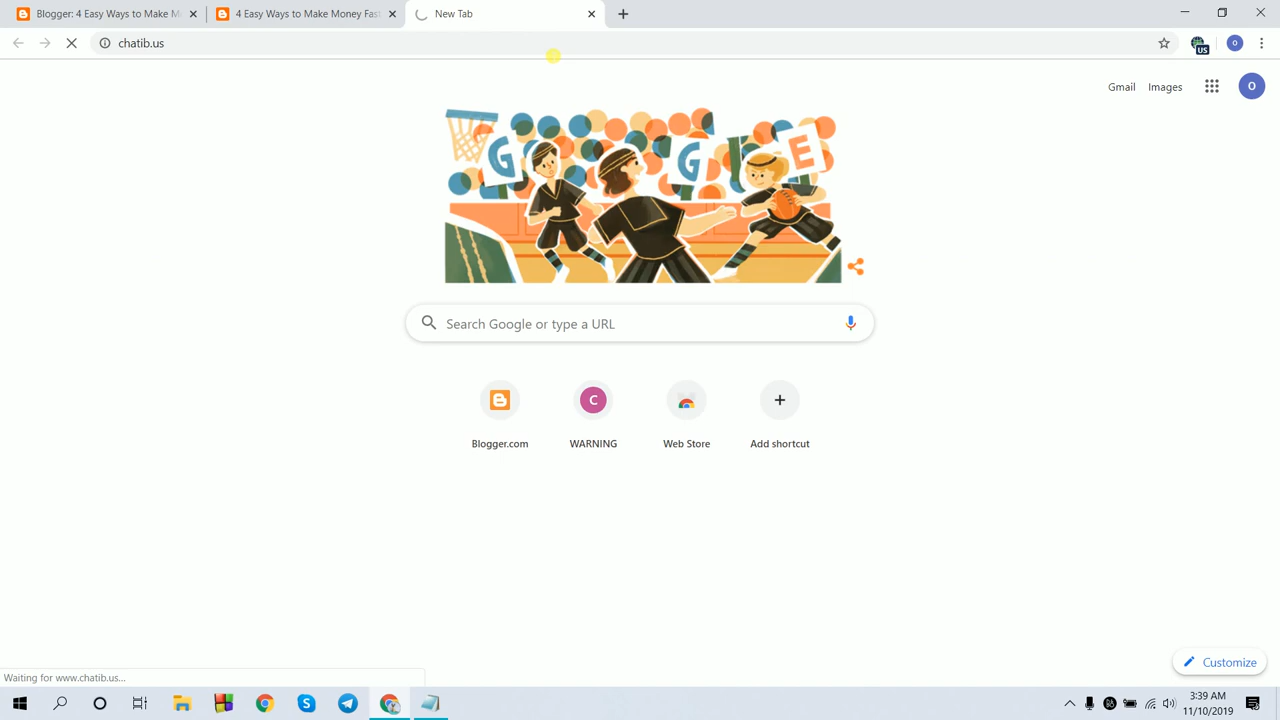 Blogger: 4 Easy Ways to Make M
4 Easy Ways to Make Money Fast
New Tab
chatib.us
US
O
Gmail
Images
O
G G E
Search Google or type a URL
C
Blogger.com
WARNING
Web Store
Add shortcut
Customize
Waiting for www.chatib.us...
3:39 AM
11/10/2019